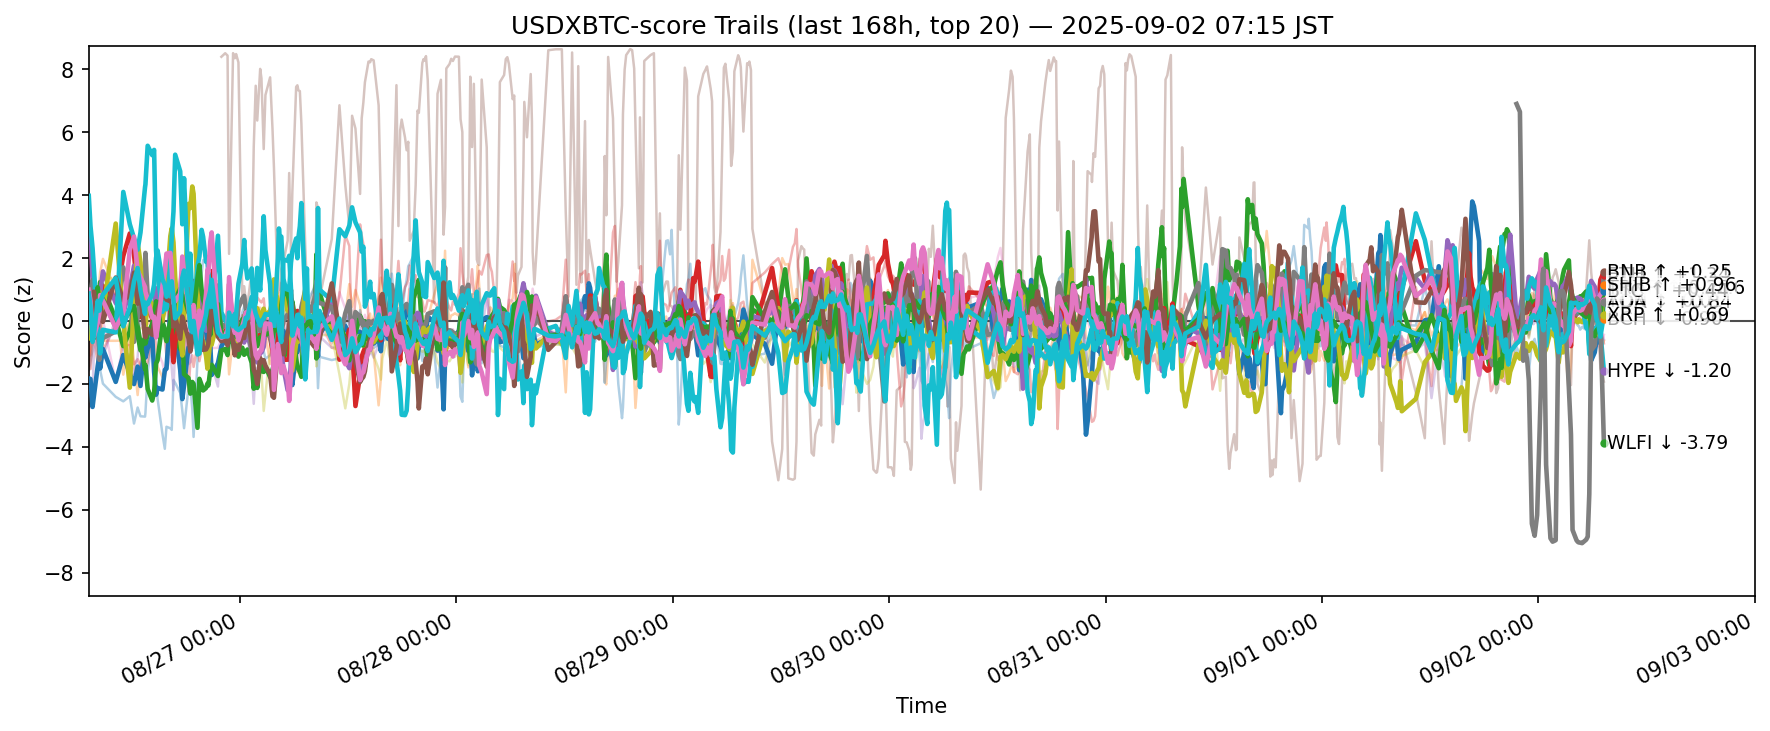 USDXBTC-score Trails (last 168h, top 20) — 2025-09-02 07:15 JST
Score (z)
8
6
4
2
0
−2
−4
−6
−8
BNB ↑ +0.25
SHIB ↑ +0.96
XRP ↑ +0.69
HYPE ↓ -1.20
WLFI ↓ -3.79
08/27 00:00
08/28 00:00
08/29 00:00
08/30 00:00
08/31 00:00
09/01 00:00
09/02 00:00
09/03 00:00
Time